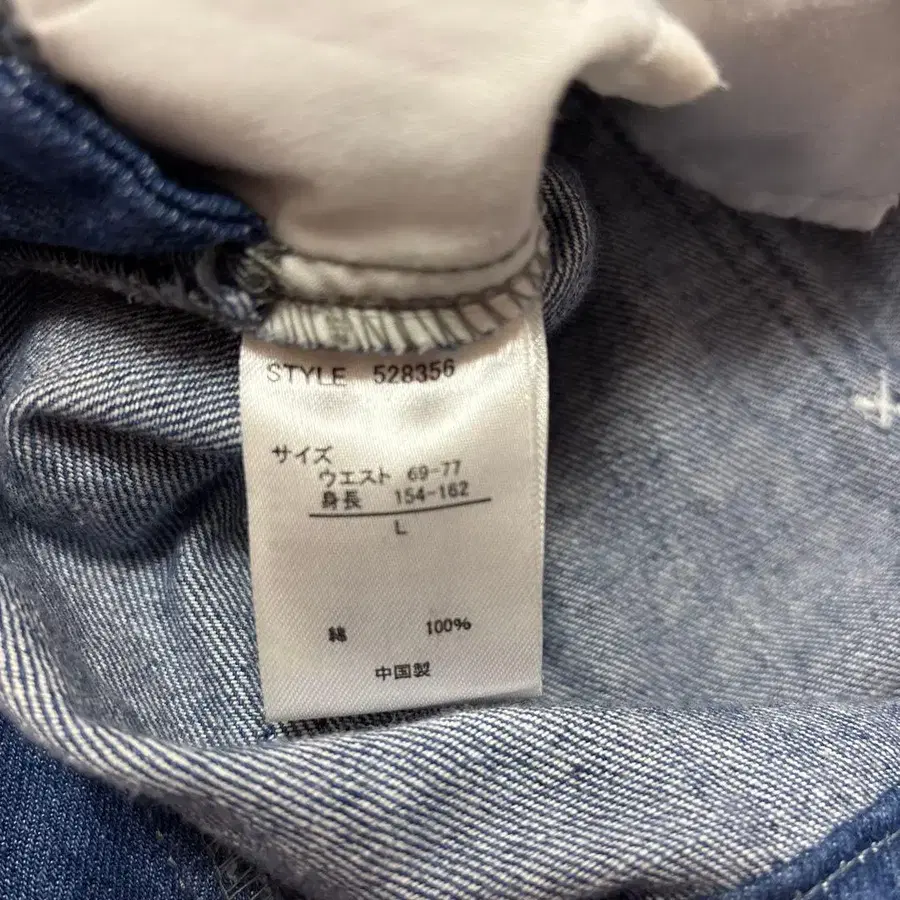 STYLE 528356
サイズ
ウエスト 69-77
身長 154-162
L
綿 100%
中国製